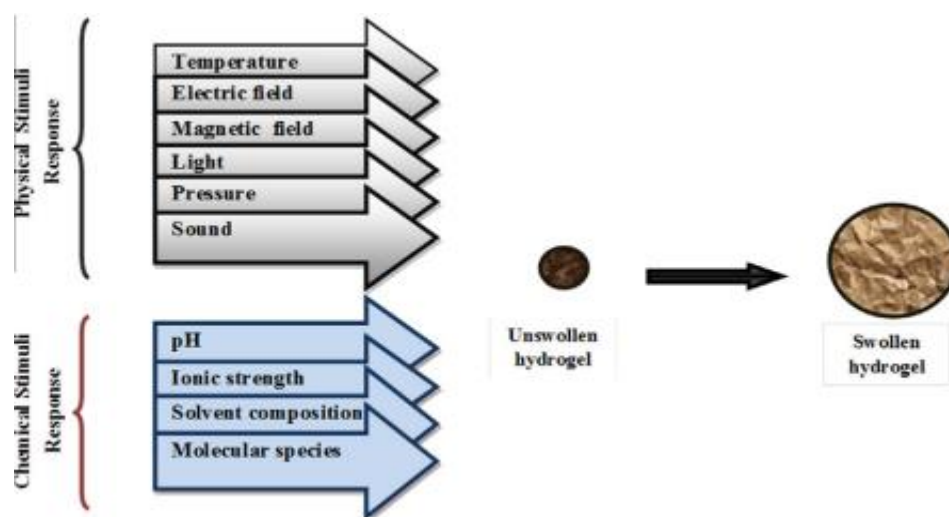 Physical Stimuli
Response
Temperature
Electric field
Magnetic field
Light
Pressure
Sound
Chemical Stimuli
Response
pH
Ionic strength
Solvent composition
Molecular species
Unswollen
hydrogel
Swollen
hydrogel